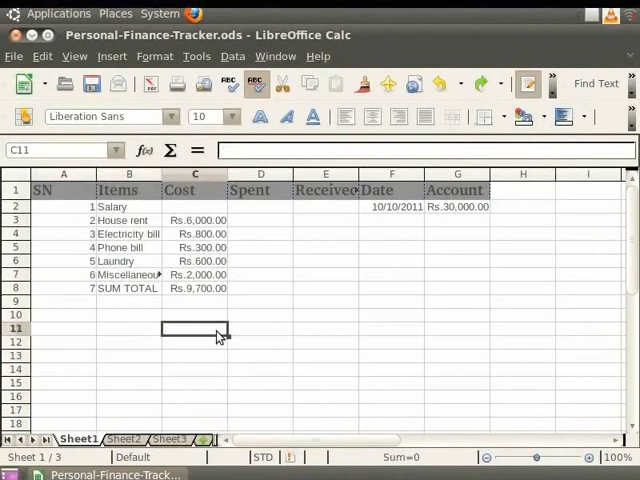 Applications Places System
Personal-Finance-Tracker.ods - LibreOffice Calc
File Edit View Insert Format Tools Data Window Help
ABC ABC PDF Find Text
Liberation Sans 10 A A A
C11 f(x) Σ =
A B C D E F G H I
1 SN Items Cost Spent Received Date Account
2 1 Salary 10/10/2011 Rs.30,000.00
3 2 House rent Rs.6,000.00
4 3 Electricity bill Rs.800.00
5 4 Phone bill Rs.300.00
6 5 Laundry Rs.600.00
7 6 Miscellaneou Rs.2,000.00
8 7 SUM TOTAL Rs.9,700.00
9
10
11
12
13
14
15
16
17
18
Sheet1 Sheet2 Sheet3
Sheet 1 / 3 Default STD Sum=0 100%
Personal-Finance-Track...